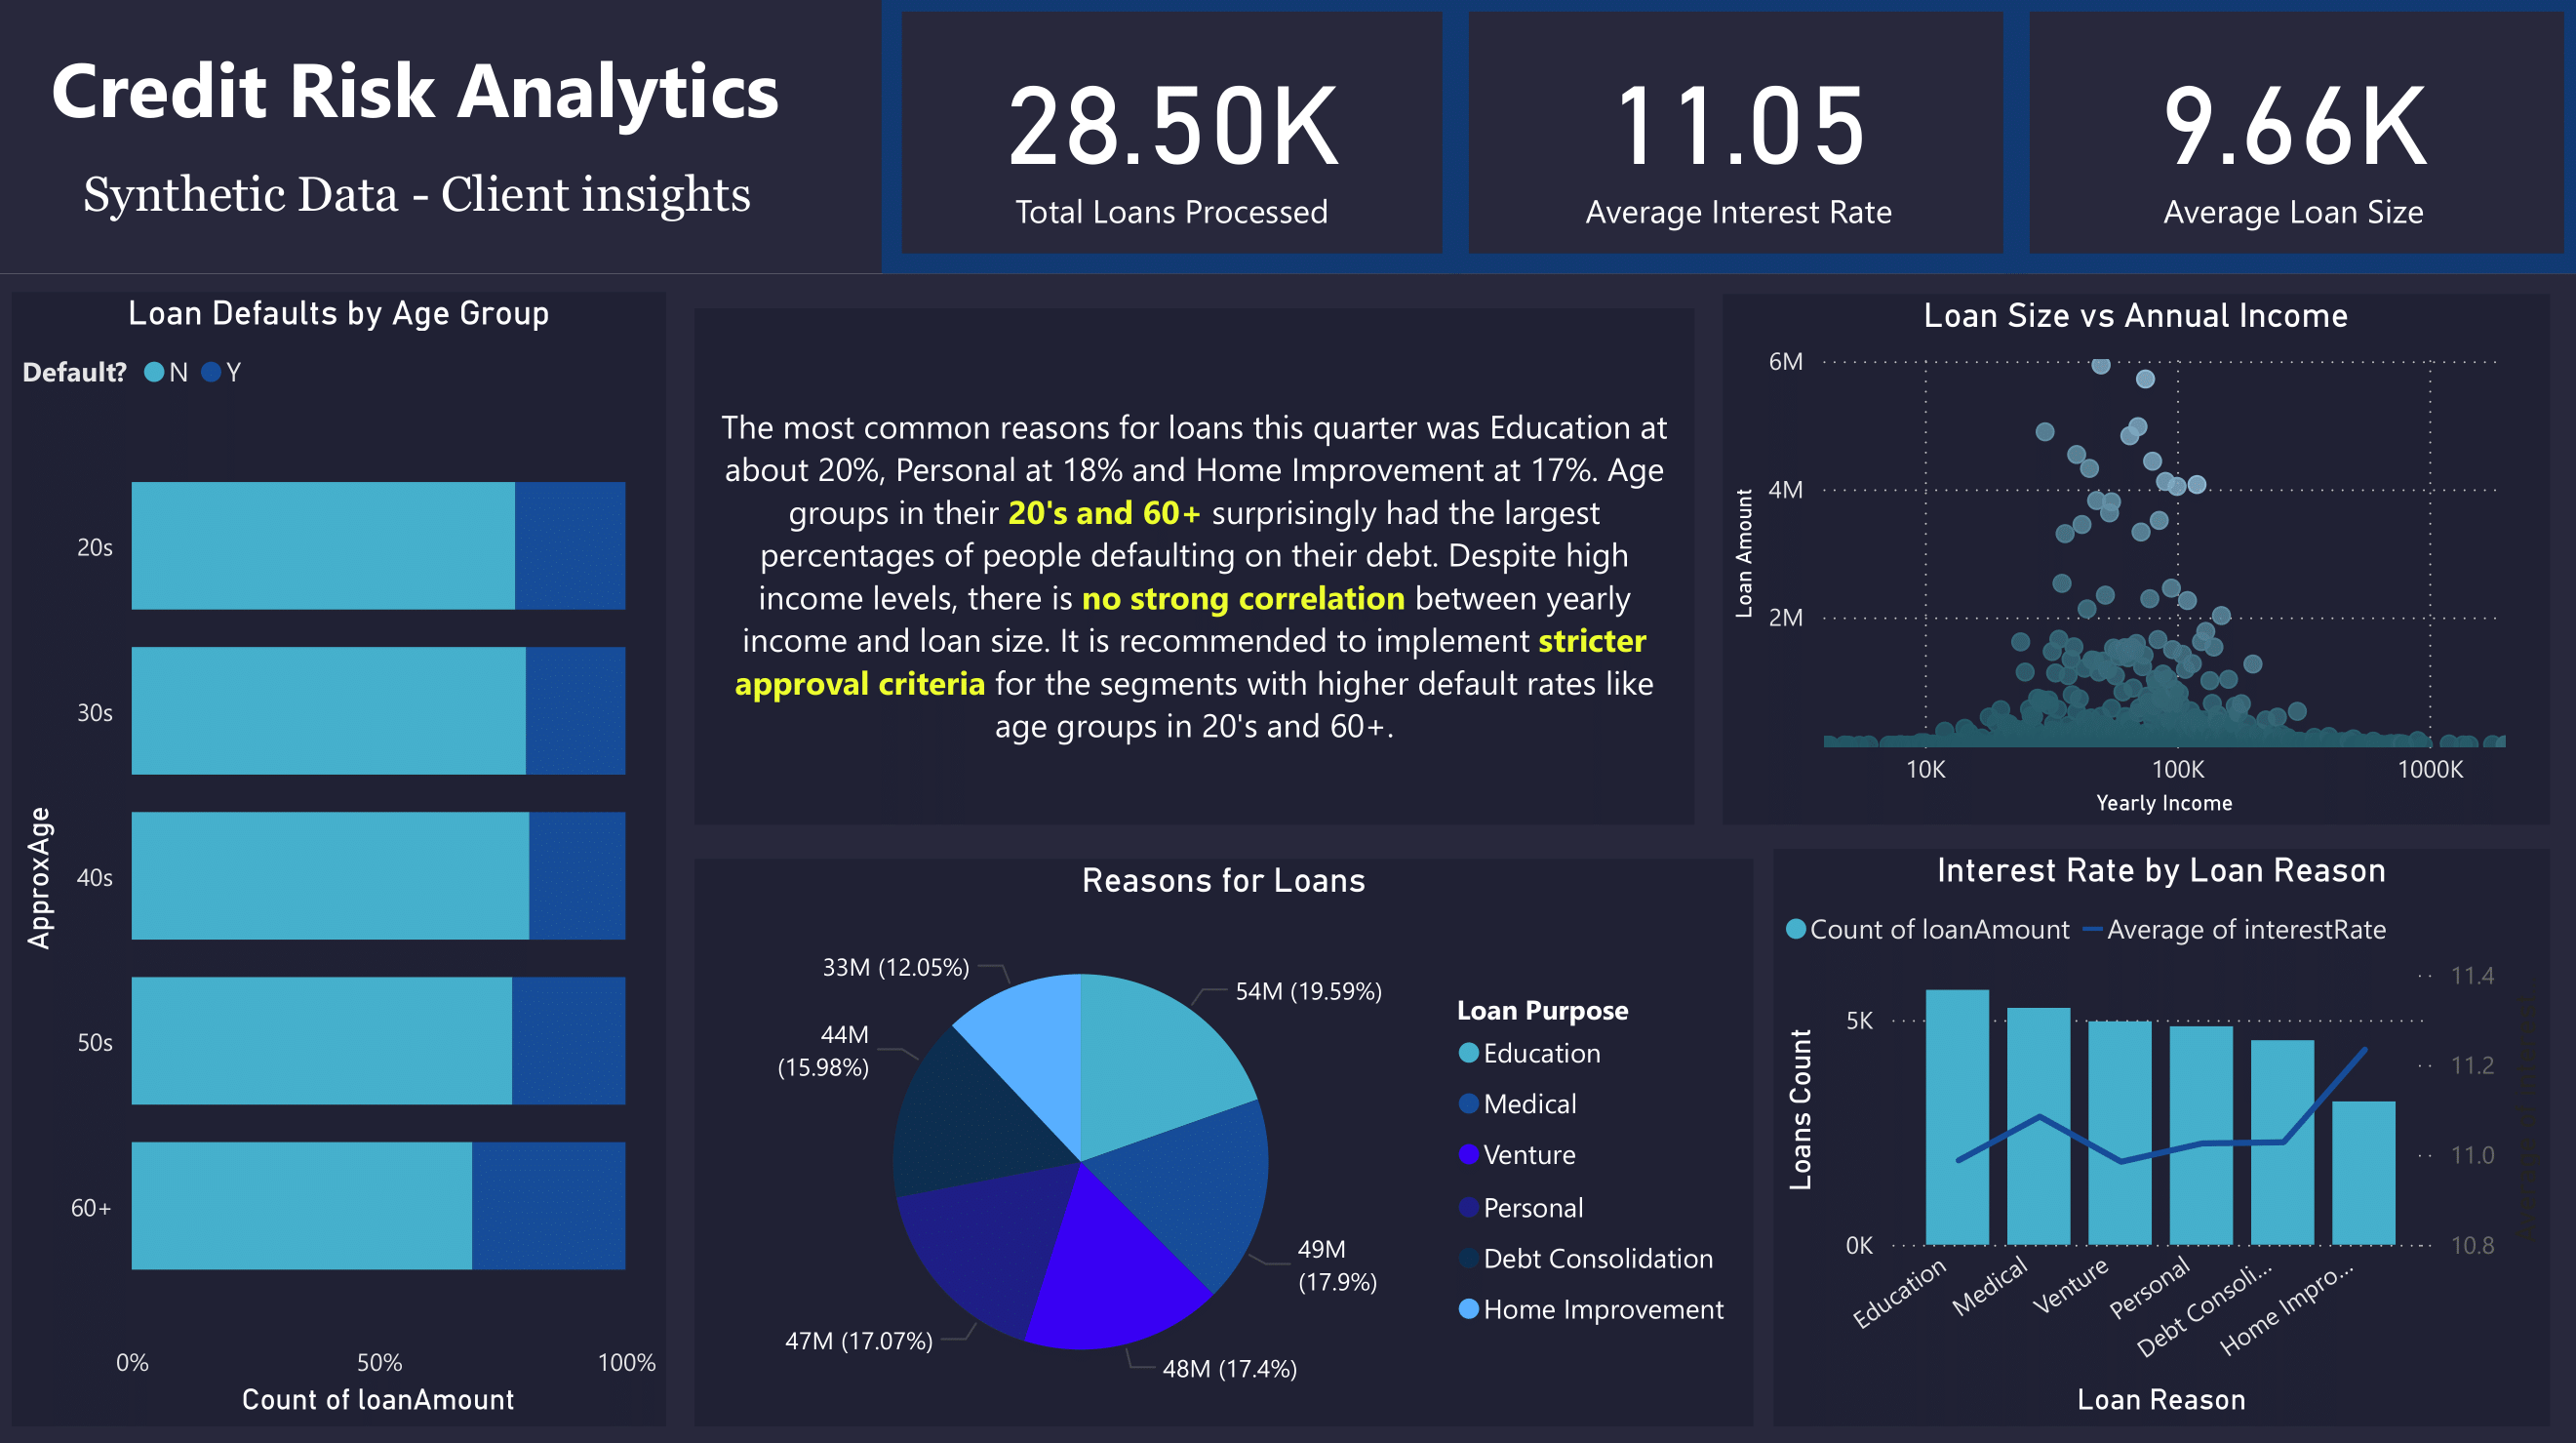 Credit Risk Analytics
Synthetic Data - Client insights
28.50K
Total Loans Processed
11.05
Average Interest Rate
9.66K
Average Loan Size
Loan Defaults by Age Group
Default? N Y
20s
30s
40s
50s
60+
ApproxAge
0% 50% 100%
Count of loanAmount
The most common reasons for loans this quarter was Education at
about 20%, Personal at 18% and Home Improvement at 17%. Age
groups in their 20's and 60+ surprisingly had the largest
percentages of people defaulting on their debt. Despite high
income levels, there is no strong correlation between yearly
income and loan size. It is recommended to implement stricter
approval criteria for the segments with higher default rates like
age groups in 20's and 60+.
Loan Size vs Annual Income
6M
4M
2M
Loan Amount
10K 100K 1000K
Yearly Income
Reasons for Loans
33M (12.05%)
54M (19.59%)
44M
(15.98%)
49M
(17.9%)
47M (17.07%)
48M (17.4%)
Loan Purpose
Education
Medical
Venture
Personal
Debt Consolidation
Home Improvement
Interest Rate by Loan Reason
Count of loanAmount Average of interestRate
5K
0K
Loans Count
11.4
11.2
11.0
10.8
Education
Medical
Venture
Personal
Debt Consoli...
Home Impro...
Loan Reason